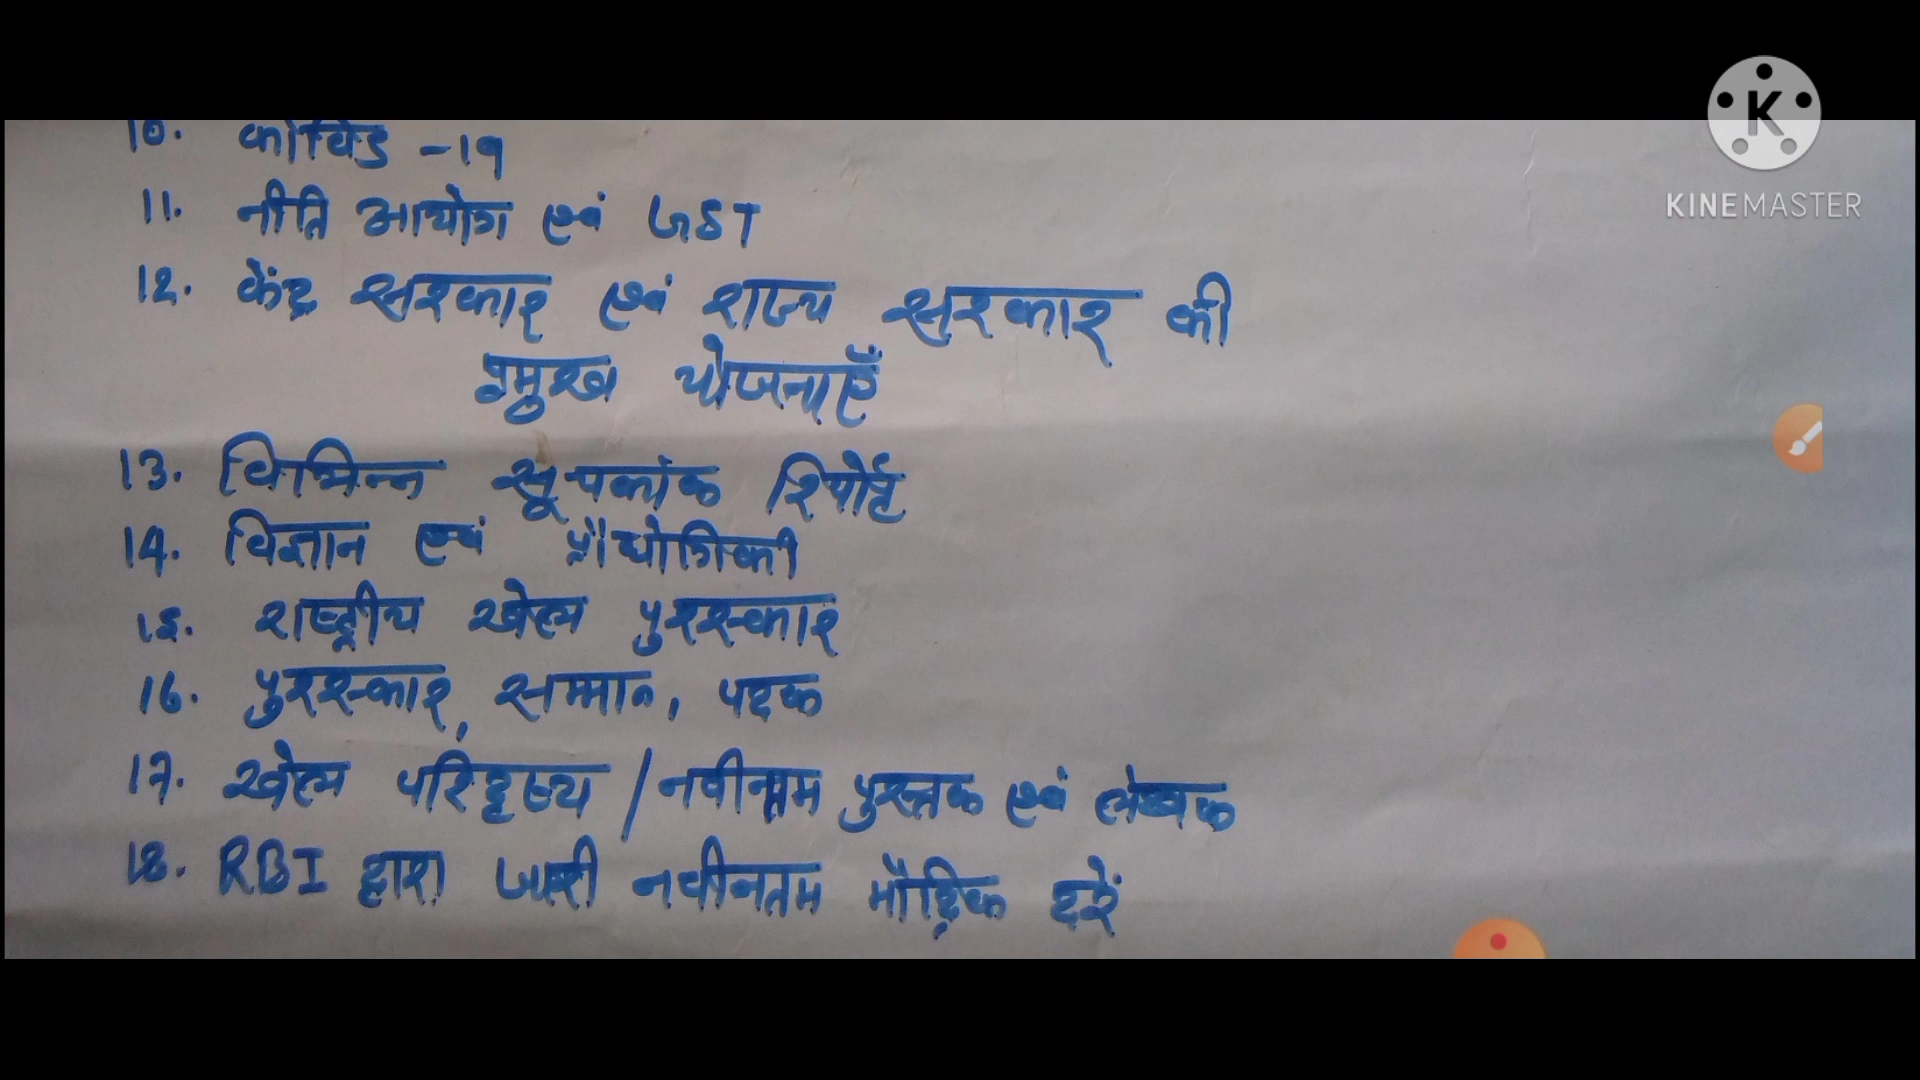 10. कोविड -19
11. नीति आयोग एवं GST
12. केंद्र सरकार एवं राज्य सरकार की
प्रमुख योजनाएँ
13. विभिन्न सूचकांक रिपोर्ट
14. विज्ञान एवं प्रौद्योगिकी
15. राष्ट्रीय खेल पुरस्कार
16. पुरस्कार, सम्मान, पदक
17. खेल परिदृष्य / नवीनतम पुस्तक एवं लेखक
18. RBI द्वारा जारी नवीनतम मौद्रिक दरें
K
KINEMASTER